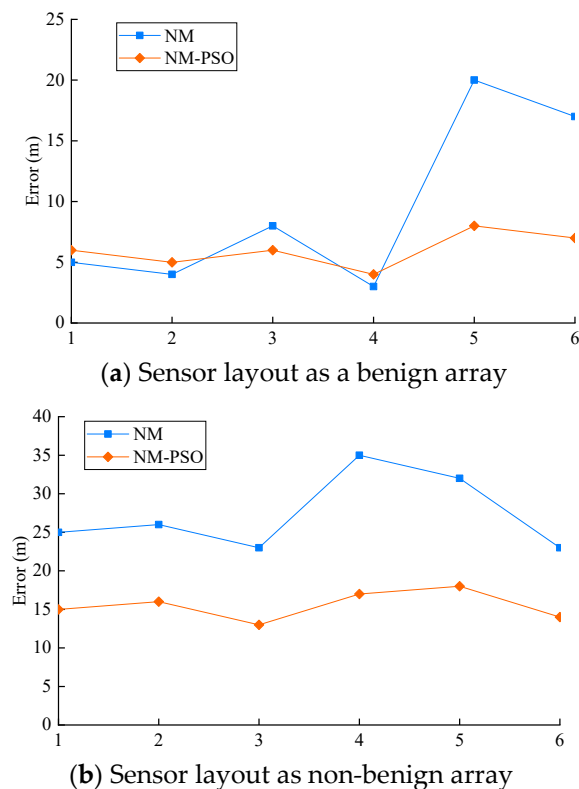 25
20
15
10
5
0
Error (m)
NM
NM-PSO
1 2 3 4 5 6
(a) Sensor layout as a benign array
40
35
30
25
20
15
10
5
0
Error (m)
NM
NM-PSO
1 2 3 4 5 6
(b) Sensor layout as non-benign array